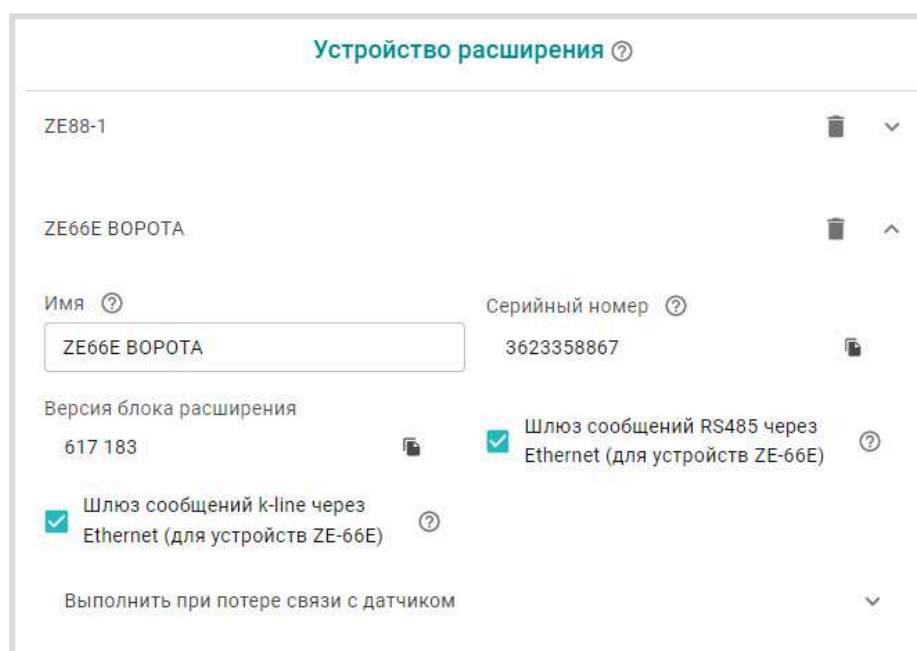 Устройство расширения
ZE88-1
ZE66E ВОРОТА
Имя
Серийный номер
ZE66E ВОРОТА
3623358867
Версия блока расширения
617 183
Шлюз сообщений RS485 через
Ethernet (для устройств ZE-66E)
Шлюз сообщений k-line через
Ethernet (для устройств ZE-66E)
Выполнить при потере связи с датчиком